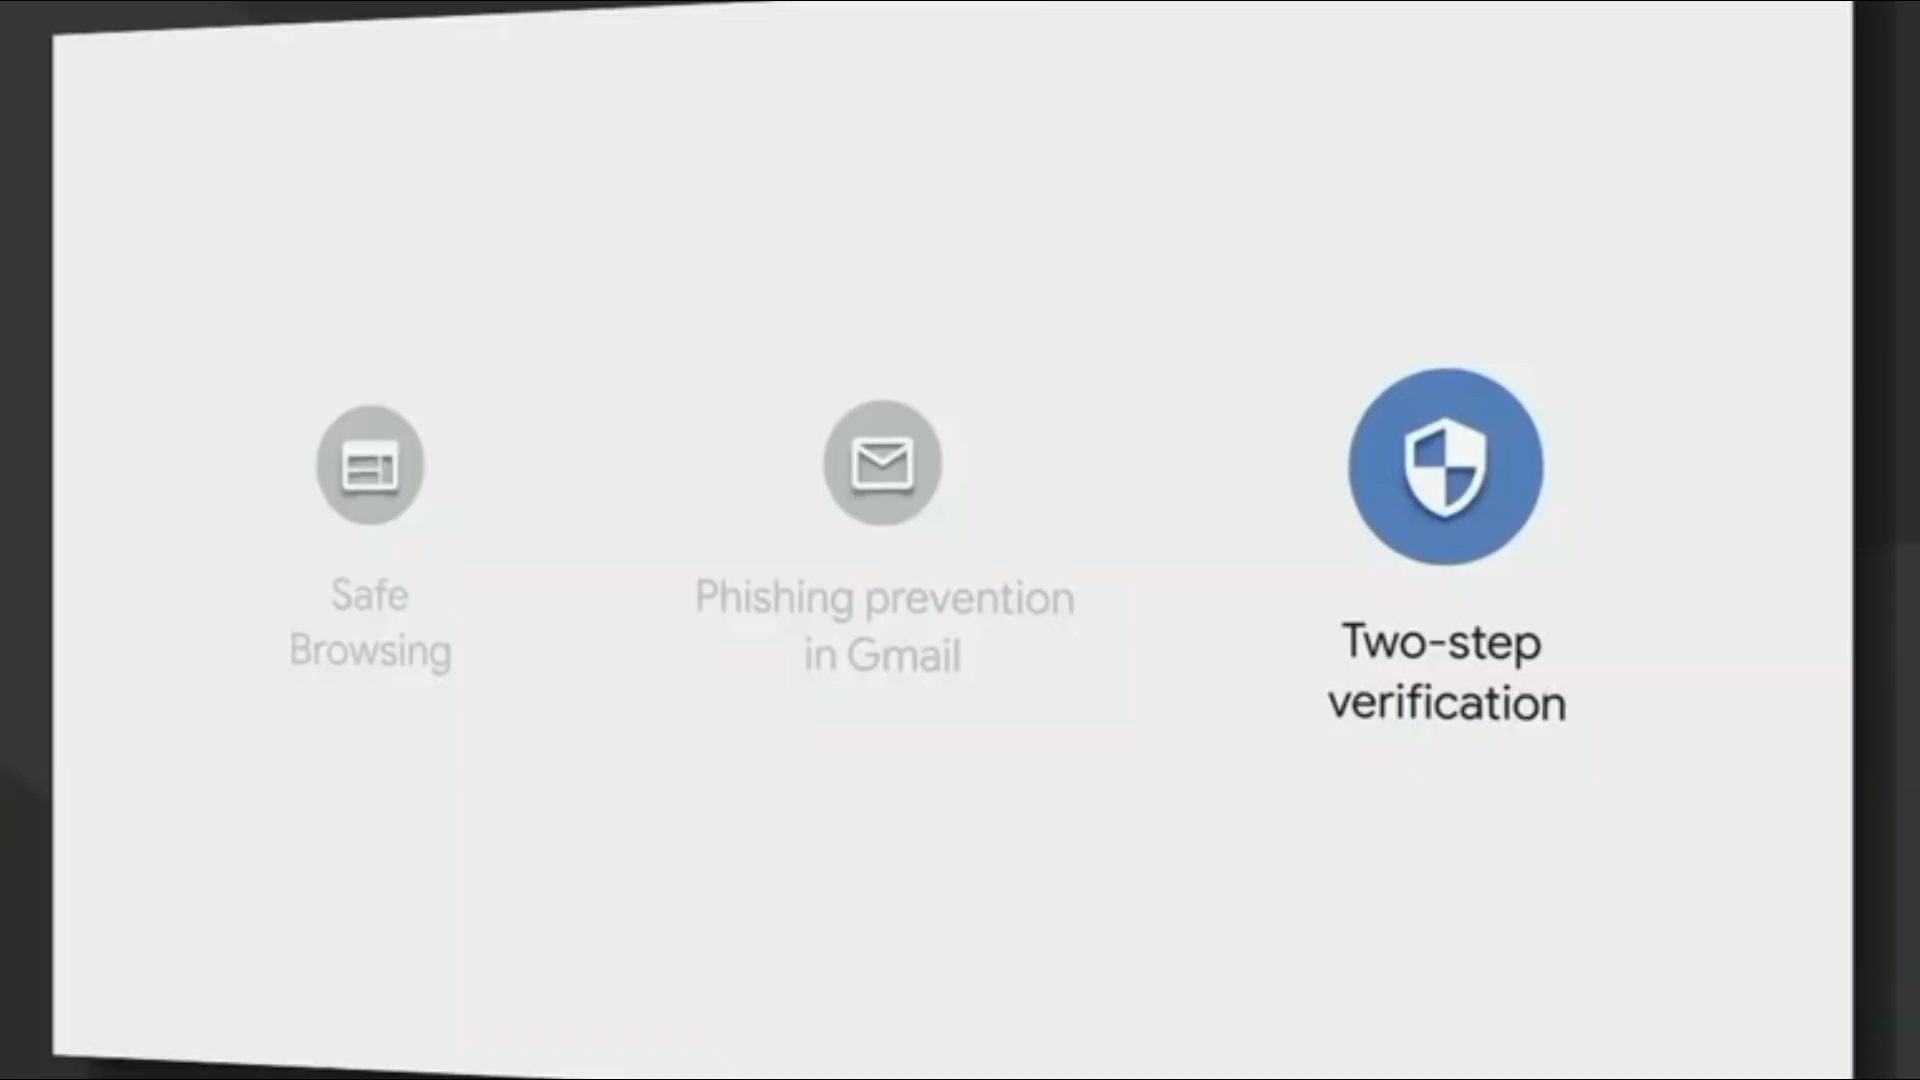 Safe
Browsing
Phishing prevention
in Gmail
Two-step
verification